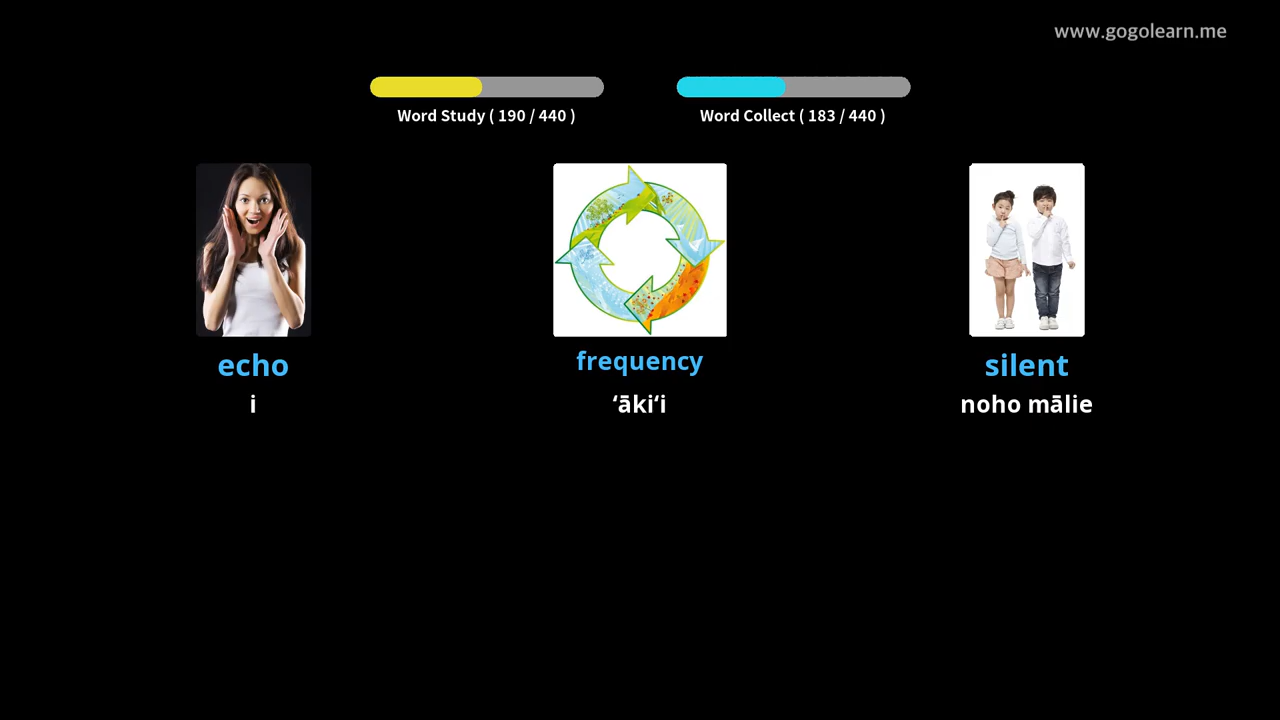 www.gogolearn.me
Word Study ( 190 / 440 )
Word Collect ( 183 / 440 )
echo
frequency
silent
i
ʻākiʻi
noho mālie